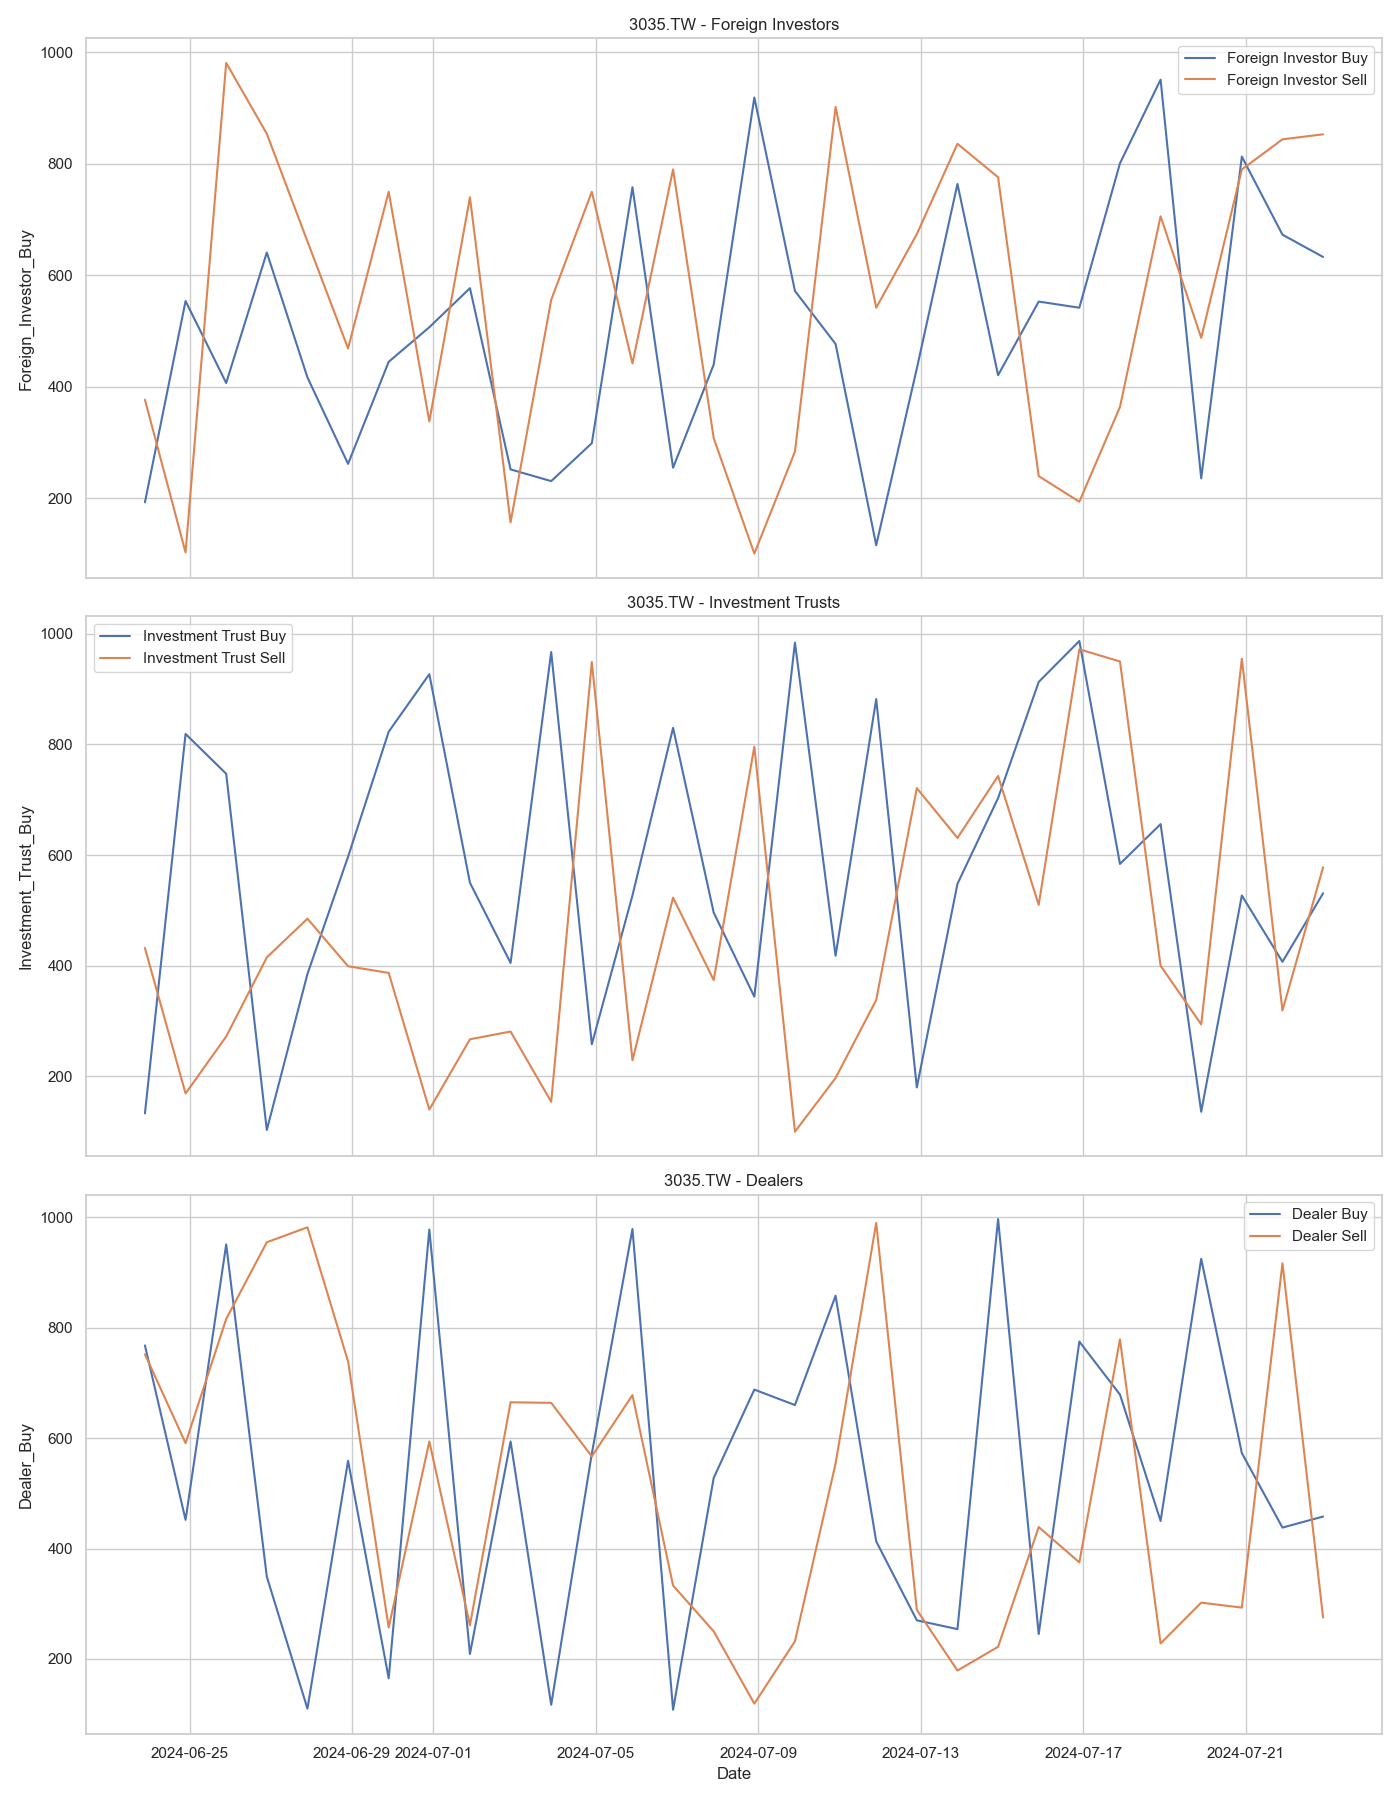 3035.TW - Foreign Investors
Foreign_Investor_Buy
1000
800
600
400
200
Foreign Investor Buy
Foreign Investor Sell
3035.TW - Investment Trusts
Investment_Trust_Buy
1000
800
600
400
200
Investment Trust Buy
Investment Trust Sell
3035.TW - Dealers
Dealer_Buy
1000
800
600
400
200
Dealer Buy
Dealer Sell
2024-06-25 2024-06-29 2024-07-01 2024-07-05 2024-07-09 2024-07-13 2024-07-17 2024-07-21
Date